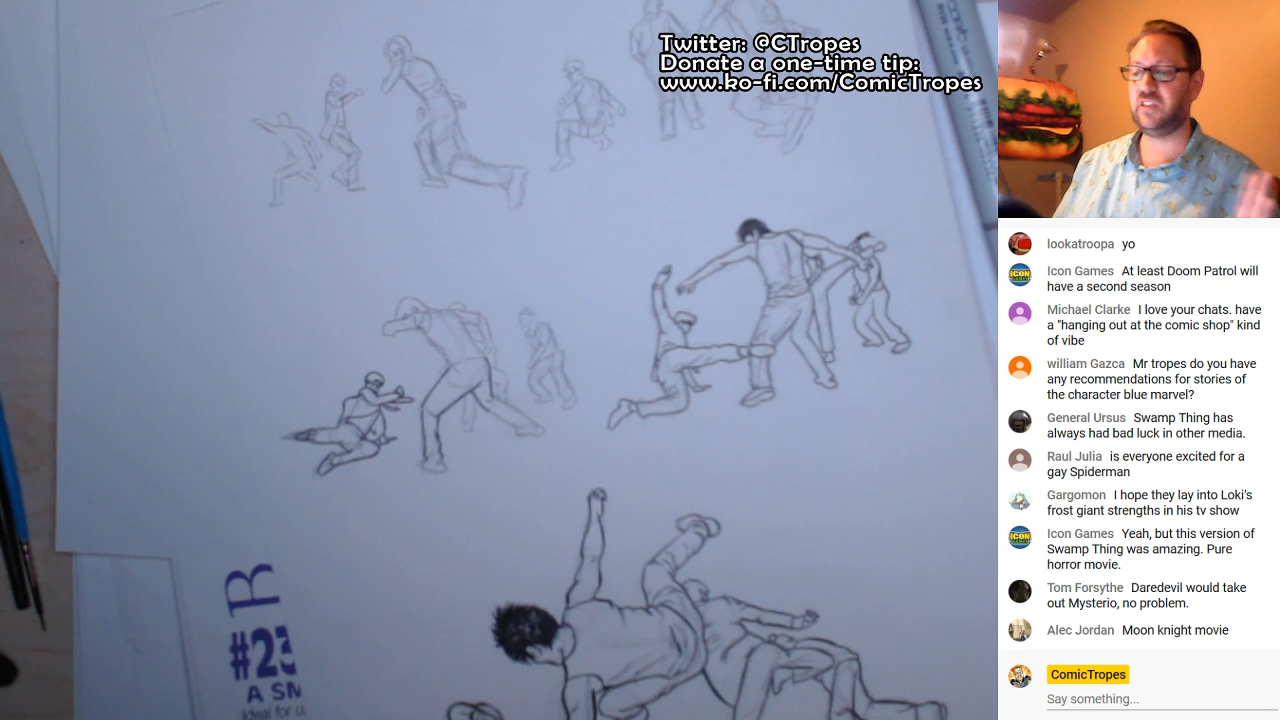 Twitter: @CTropes
Donate a one-time tip:
www.ko-fi.com/ComicTropes
lookatroopa yo
Icon Games At least Doom Patrol will
have a second season
Michael Clarke I love your chats. have
a "hanging out at the comic shop" kind
of vibe
william Gazca Mr tropes do you have
any recommendations for stories of
the character blue marvel?
General Ursus Swamp Thing has
always had bad luck in other media.
Raul Julia is everyone excited for a
gay Spiderman
Gargomon I hope they lay into Loki's
frost giant strengths in his tv show
Icon Games Yeah, but this version of
Swamp Thing was amazing. Pure
horror movie.
Tom Forsythe Daredevil would take
out Mysterio, no problem.
Alec Jordan Moon knight movie
ComicTropes
Say something...
R
#23
A SM
ideal for u